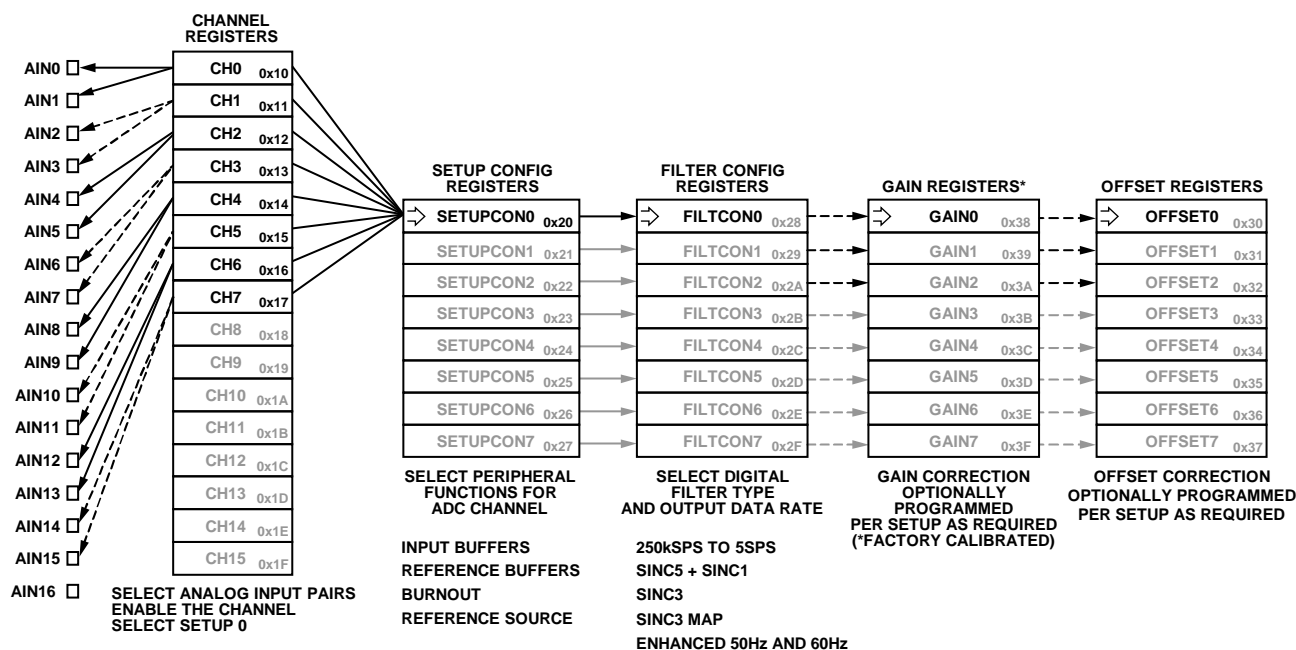 CHANNEL
REGISTERS
AIN0
AIN1
AIN2
AIN3
AIN4
AIN5
AIN6
AIN7
AIN8
AIN9
AIN10
AIN11
AIN12
AIN13
AIN14
AIN15
AIN16
CH0 0x10
CH1 0x11
CH2 0x12
CH3 0x13
CH4 0x14
CH5 0x15
CH6 0x16
CH7 0x17
CH8 0x18
CH9 0x19
CH10 0x1A
CH11 0x1B
CH12 0x1C
CH13 0x1D
CH14 0x1E
CH15 0x1F
SELECT ANALOG INPUT PAIRS
ENABLE THE CHANNEL
SELECT SETUP 0
SETUP CONFIG
REGISTERS
SETUPCON0 0x20
SETUPCON1 0x21
SETUPCON2 0x22
SETUPCON3 0x23
SETUPCON4 0x24
SETUPCON5 0x25
SETUPCON6 0x26
SETUPCON7 0x27
SELECT PERIPHERAL
FUNCTIONS FOR
ADC CHANNEL
INPUT BUFFERS
REFERENCE BUFFERS
BURNOUT
REFERENCE SOURCE
FILTER CONFIG
REGISTERS
FILTCON0 0x28
FILTCON1 0x29
FILTCON2 0x2A
FILTCON3 0x2B
FILTCON4 0x2C
FILTCON5 0x2D
FILTCON6 0x2E
FILTCON7 0x2F
SELECT DIGITAL
FILTER TYPE
AND OUTPUT DATA RATE
250kSPS TO 5SPS
SINC5 + SINC1
SINC3
SINC3 MAP
ENHANCED 50Hz AND 60Hz
GAIN REGISTERS*
GAIN0 0x38
GAIN1 0x39
GAIN2 0x3A
GAIN3 0x3B
GAIN4 0x3C
GAIN5 0x3D
GAIN6 0x3E
GAIN7 0x3F
GAIN CORRECTION
OPTIONALLY
PROGRAMMED
PER SETUP AS REQUIRED
(*FACTORY CALIBRATED)
OFFSET REGISTERS
OFFSET0 0x30
OFFSET1 0x31
OFFSET2 0x32
OFFSET3 0x33
OFFSET4 0x34
OFFSET5 0x35
OFFSET6 0x36
OFFSET7 0x37
OFFSET CORRECTION
OPTIONALLY PROGRAMMED
PER SETUP AS REQUIRED